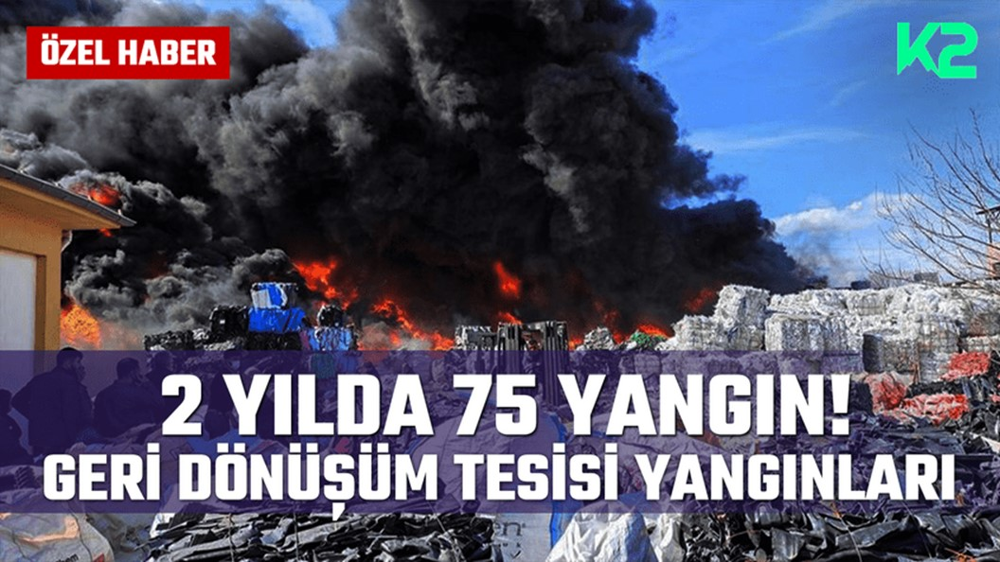 ÖZEL HABER
K2
2 YILDA 75 YANGIN!
GERİ DÖNÜŞÜM TESİSİ YANGINLARI